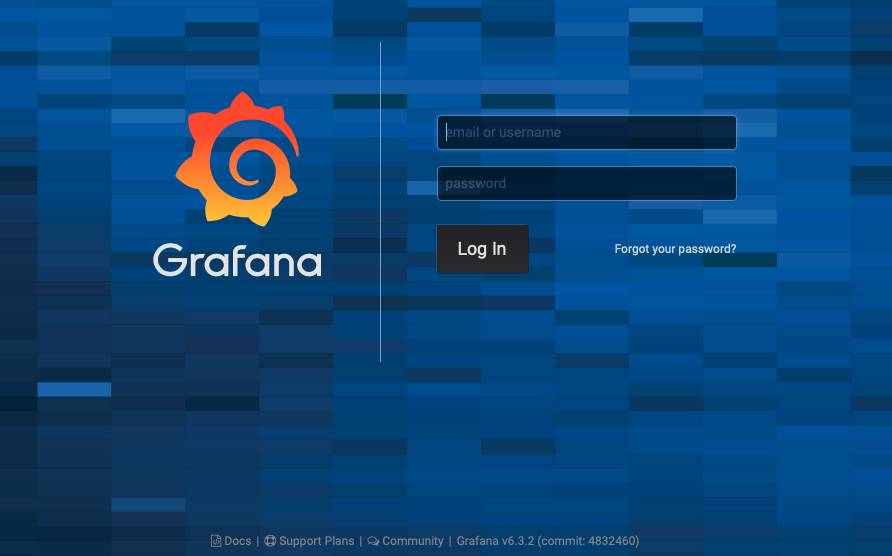 Grafana
email or username
password
Log In
Forgot your password?
Docs | Support Plans | Community | Grafana v6.3.2 (commit: 4832460)